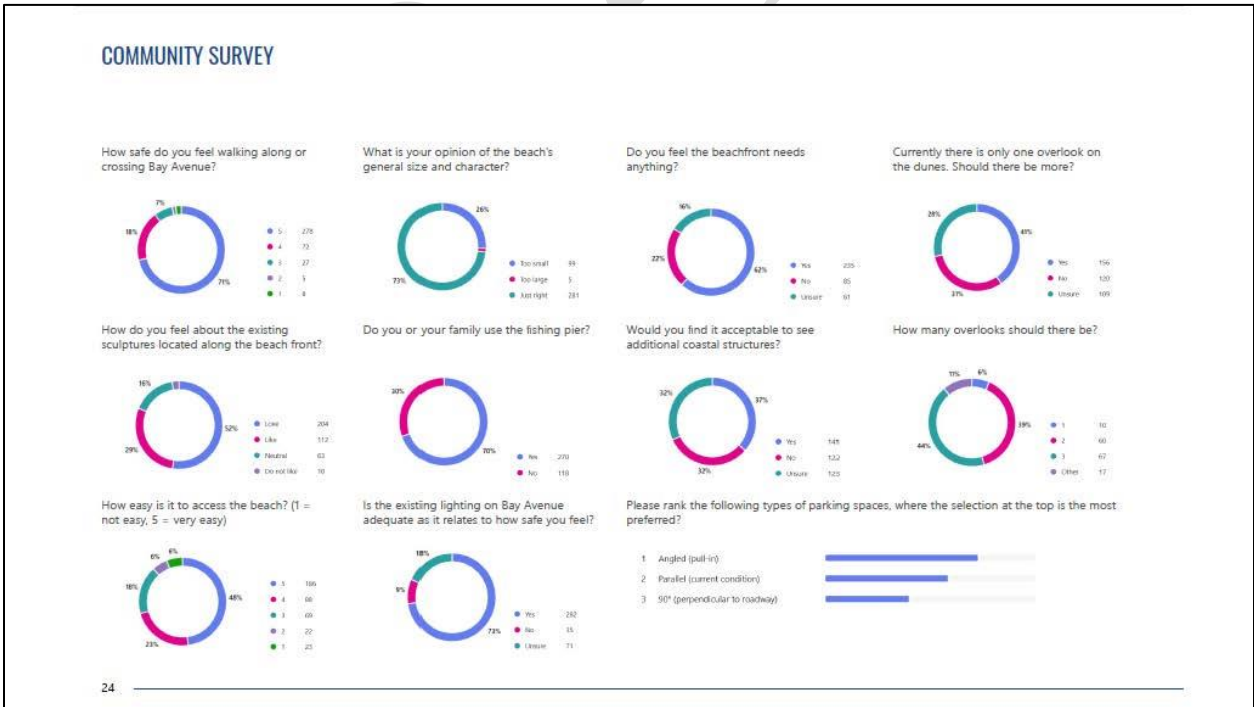 COMMUNITY SURVEY
How safe do you feel walking along or
crossing Bay Avenue?
7%
18%
71%
5 278
4 72
3 27
2 5
1 8
What is your opinion of the beach's
general size and character?
26%
73%
Too small 99
Too large 5
Just right 281
Do you feel the beachfront needs
anything?
16%
22%
62%
Yes 235
No 85
Unsure 61
Currently there is only one overlook on
the dunes. Should there be more?
28%
41%
31%
Yes 156
No 120
Unsure 109
How do you feel about the existing
sculptures located along the beach front?
16%
52%
29%
Love 204
Like 112
Neutral 63
Do not like 10
Do you or your family use the fishing pier?
30%
70%
Yes 270
No 118
Would you find it acceptable to see
additional coastal structures?
32%
37%
32%
Yes
No 122
Unsure 123
How many overlooks should there be?
11%
6%
39%
44%
1 10
2 60
3 67
Other 17
How easy is it to access the beach? (1 =
not easy, 5 = very easy)
6%
6%
18%
48%
23%
5 186
4
3 69
2 22
1
Is the existiing lighting on Bay Avenue
adequate as it relates to how safe you feel?
18%
9%
73%
Yes 282
No 35
Unsure 71
Please rank the following types of parking spaces, where the selection at the top is the most
preferred?
1 Angled (pull-in)
2 Parallel (current condition)
3 90° (perpendicular to roadway)
24